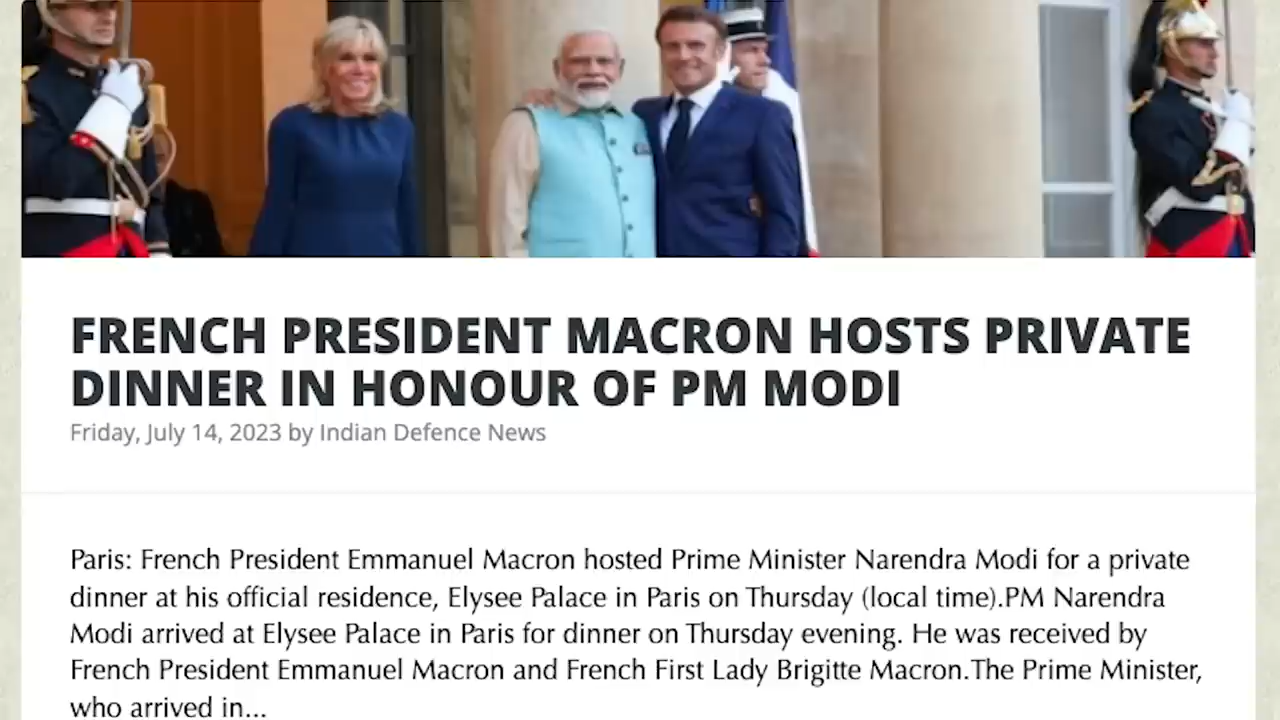 FRENCH PRESIDENT MACRON HOSTS PRIVATE
DINNER IN HONOUR OF PM MODI
Friday, July 14, 2023 by Indian Defence News
Paris: French President Emmanuel Macron hosted Prime Minister Narendra Modi for a private
dinner at his official residence, Elysee Palace in Paris on Thursday (local time).PM Narendra
Modi arrived at Elysee Palace in Paris for dinner on Thursday evening. He was received by
French President Emmanuel Macron and French First Lady Brigitte Macron.The Prime Minister,
who arrived in...